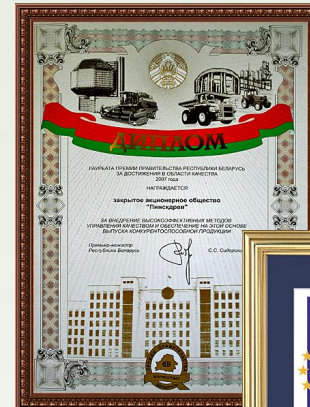 ДИПЛОМ
ЛАУРЕАТА ПРЕМИИ ПРАВИТЕЛЬСТВА РЕСПУБЛИКИ БЕЛАРУСЬ
ЗА ДОСТИЖЕНИЯ В ОБЛАСТИ КАЧЕСТВА
2007 года
НАГРАЖДАЕТСЯ
закрытое акционерное общество
"Пинскдрев"
ЗА ВНЕДРЕНИЕ ВЫСОКОЭФФЕКТИВНЫХ МЕТОДОВ
УПРАВЛЕНИЯ КАЧЕСТВОМ И ОБЕСПЕЧЕНИЕ НА ЭТОЙ ОСНОВЕ
ВЫПУСКА КОНКУРЕНТОСПОСОБНОЙ ПРОДУКЦИИ
Премьер-министр
Республики Беларусь
С.С. Сидорский